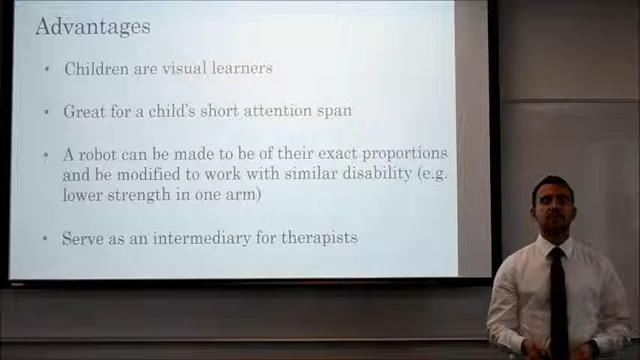 Advantages
• Children are visual learners
• Great for a child's short attention span
• A robot can be made to be of their exact proportions
and be modified to work with similar disability (e.g.
lower strength in one arm)
• Serve as an intermediary for therapists